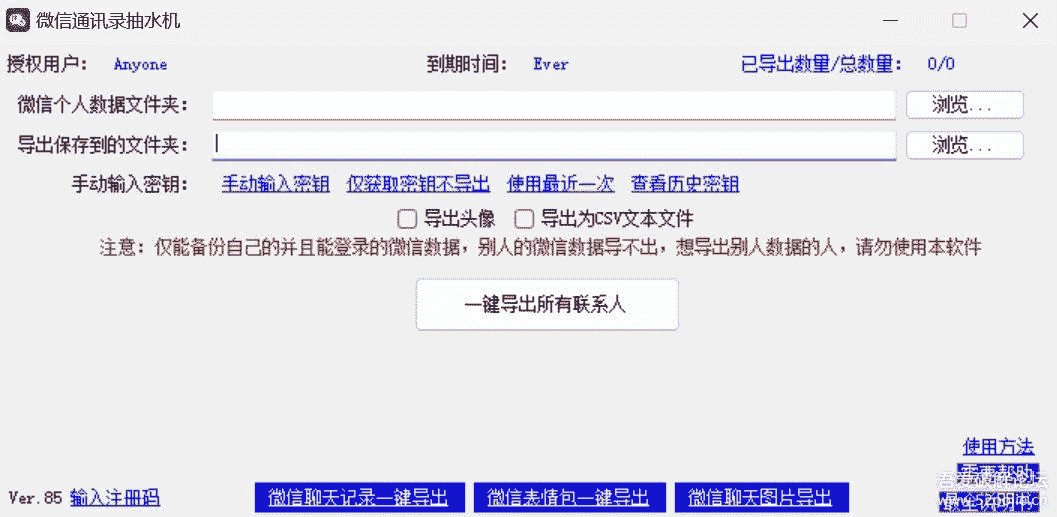 微信通讯录抽水机
授权用户： Anyone 到期时间： Ever 已导出数量/总数量： 0/0
微信个人数据文件夹： 浏览...
导出保存到的文件夹： 浏览...
手动输入密钥： 手动输入密钥 仅获取密钥不导出 使用最近一次 查看历史密钥
导出头像 导出为CSV文本文件
注意：仅能备份自己的并且能登录的微信数据，别人的微信数据导不出，想导出别人数据的人，请勿使用本软件
一键导出所有联系人
使用方法
需要帮助
Ver.85 输入注册码 微信聊天记录一键导出 微信表情包一键导出 微信聊天图片导出